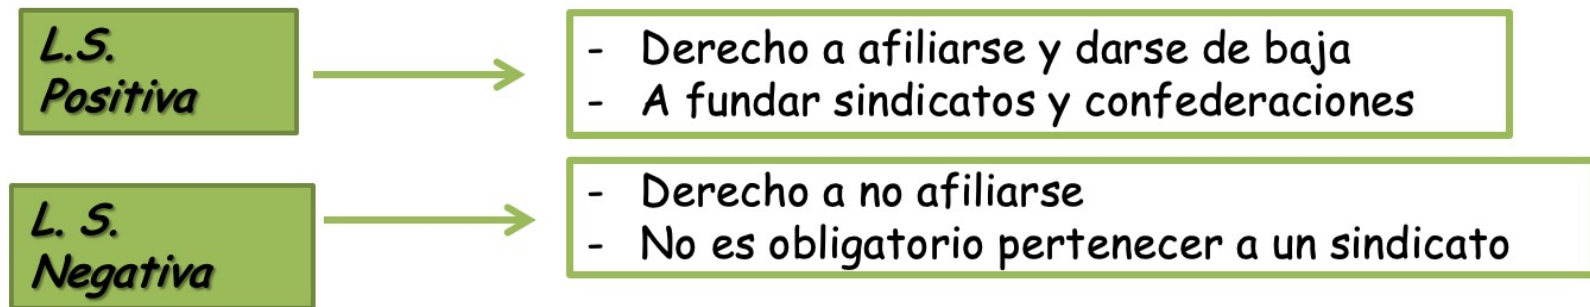 L.S.
Positiva
- Derecho a afiliarse y darse de baja
- A fundar sindicatos y confederaciones
L. S.
Negativa
- Derecho a no afiliarse
- No es obligatorio pertenecer a un sindicato